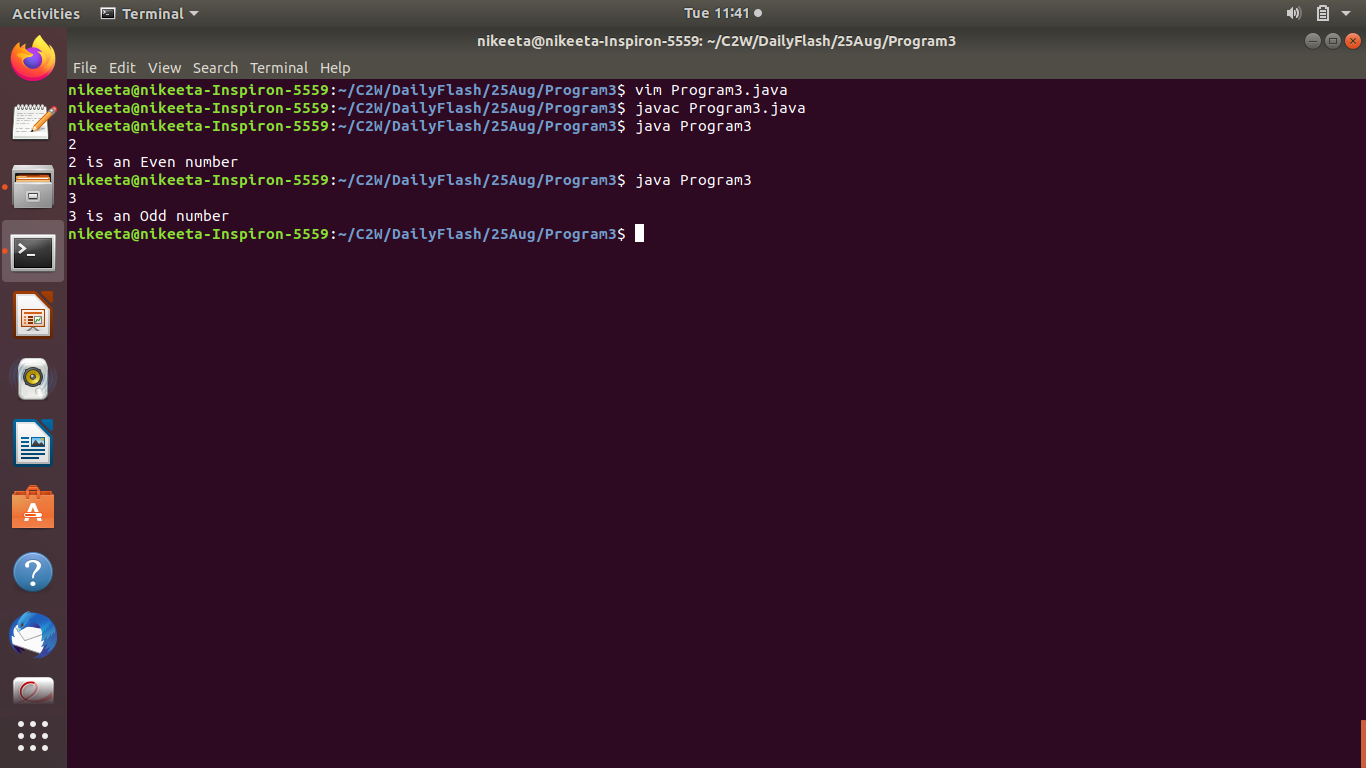 Activities Terminal Tue 11:41
nikeeta@nikeeta-Inspiron-5559: ~/C2W/DailyFlash/25Aug/Program3
File Edit View Search Terminal Help
nikeeta@nikeeta-Inspiron-5559:~/C2W/DailyFlash/25Aug/Program3$ vim Program3.java
nikeeta@nikeeta-Inspiron-5559:~/C2W/DailyFlash/25Aug/Program3$ javac Program3.java
nikeeta@nikeeta-Inspiron-5559:~/C2W/DailyFlash/25Aug/Program3$ java Program3
2
2 is an Even number
nikeeta@nikeeta-Inspiron-5559:~/C2W/DailyFlash/25Aug/Program3$ java Program3
3
3 is an Odd number
nikeeta@nikeeta-Inspiron-5559:~/C2W/DailyFlash/25Aug/Program3$